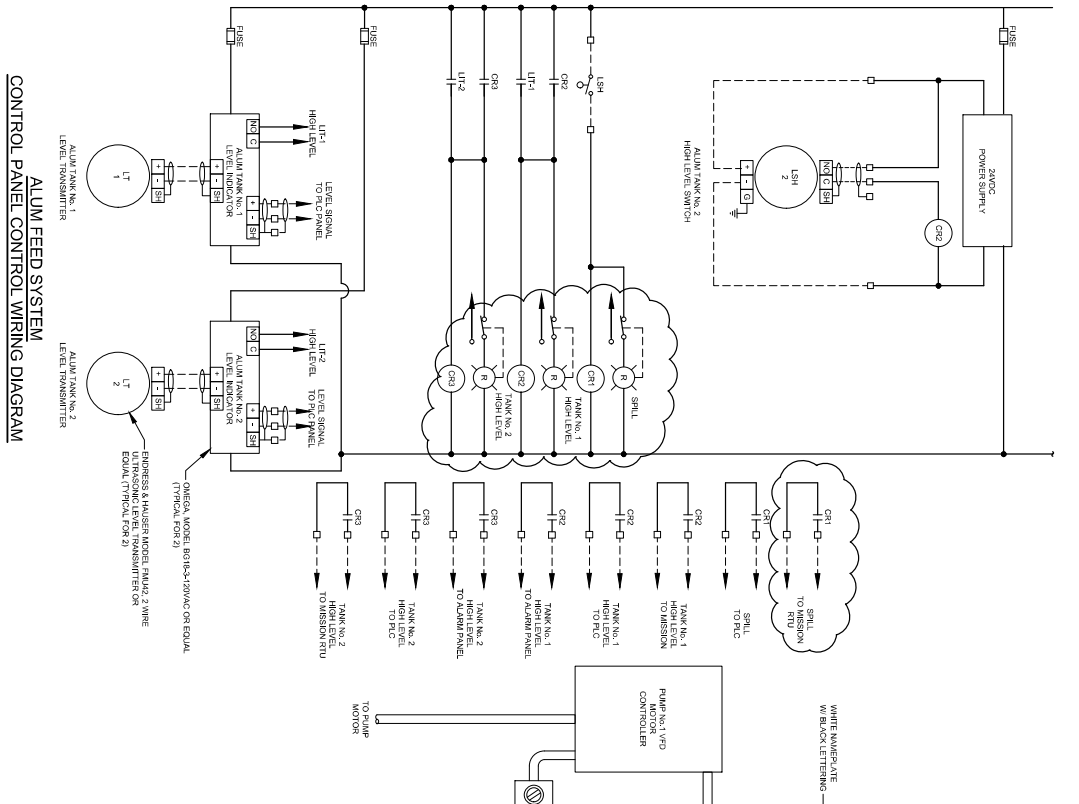 ALUM FEED SYSTEM
CONTROL PANEL CONTROL WIRING DIAGRAM
FUSE
FUSE
FUSE
24VDC
POWER SUPPLY
CR2
NO C SH
LSH
2
+ - G
ALUM TANK No. 2
HIGH LEVEL SWITCH
LSH
CR2
LIT-1
CR3
LIT-2
R
SPILL
CR1
R
TANK No. 1
HIGH LEVEL
CR2
R
TANK No. 2
HIGH LEVEL
CR3
LIT-1
HIGH LEVEL
NO C
LEVEL SIGNAL
TO PLC PANEL
+ - SH
ALUM TANK No. 1
LEVEL INDICATOR
+ - SH
+ - SH
LT
1
ALUM TANK No. 1
LEVEL TRANSMITTER
LIT-2
HIGH LEVEL
NO C
LEVEL SIGNAL
TO PLC PANEL
+ - SH
ALUM TANK No. 2
LEVEL INDICATOR
+ - SH
+ - SH
LT
2
ALUM TANK No. 2
LEVEL TRANSMITTER
OMEGA, MODEL BG18-3-120VAC OR EQUAL
(TYPICAL FOR 2)
ENDRESS & HAUSER MODEL FMU42, 2 WIRE
ULTRASONIC LEVEL TRANSMITTER OR
EQUAL (TYPICAL FOR 2)
CR1
SPILL
TO MISSION
RTU
CR1
SPILL
TO PLC
CR2
TANK No. 1
HIGH LEVEL
TO MISSION
CR2
TANK No. 1
HIGH LEVEL
TO PLC
CR2
TANK No. 1
HIGH LEVEL
TO ALARM PANEL
CR3
TANK No. 2
HIGH LEVEL
TO ALARM PANEL
CR3
TANK No. 2
HIGH LEVEL
TO PLC
CR3
TANK No. 2
HIGH LEVEL
TO MISSION RTU
PUMP No.1 VFD
MOTOR
CONTROLLER
TO PUMP
MOTOR
WHITE NAMEPLATE
W/ BLACK LETTERING